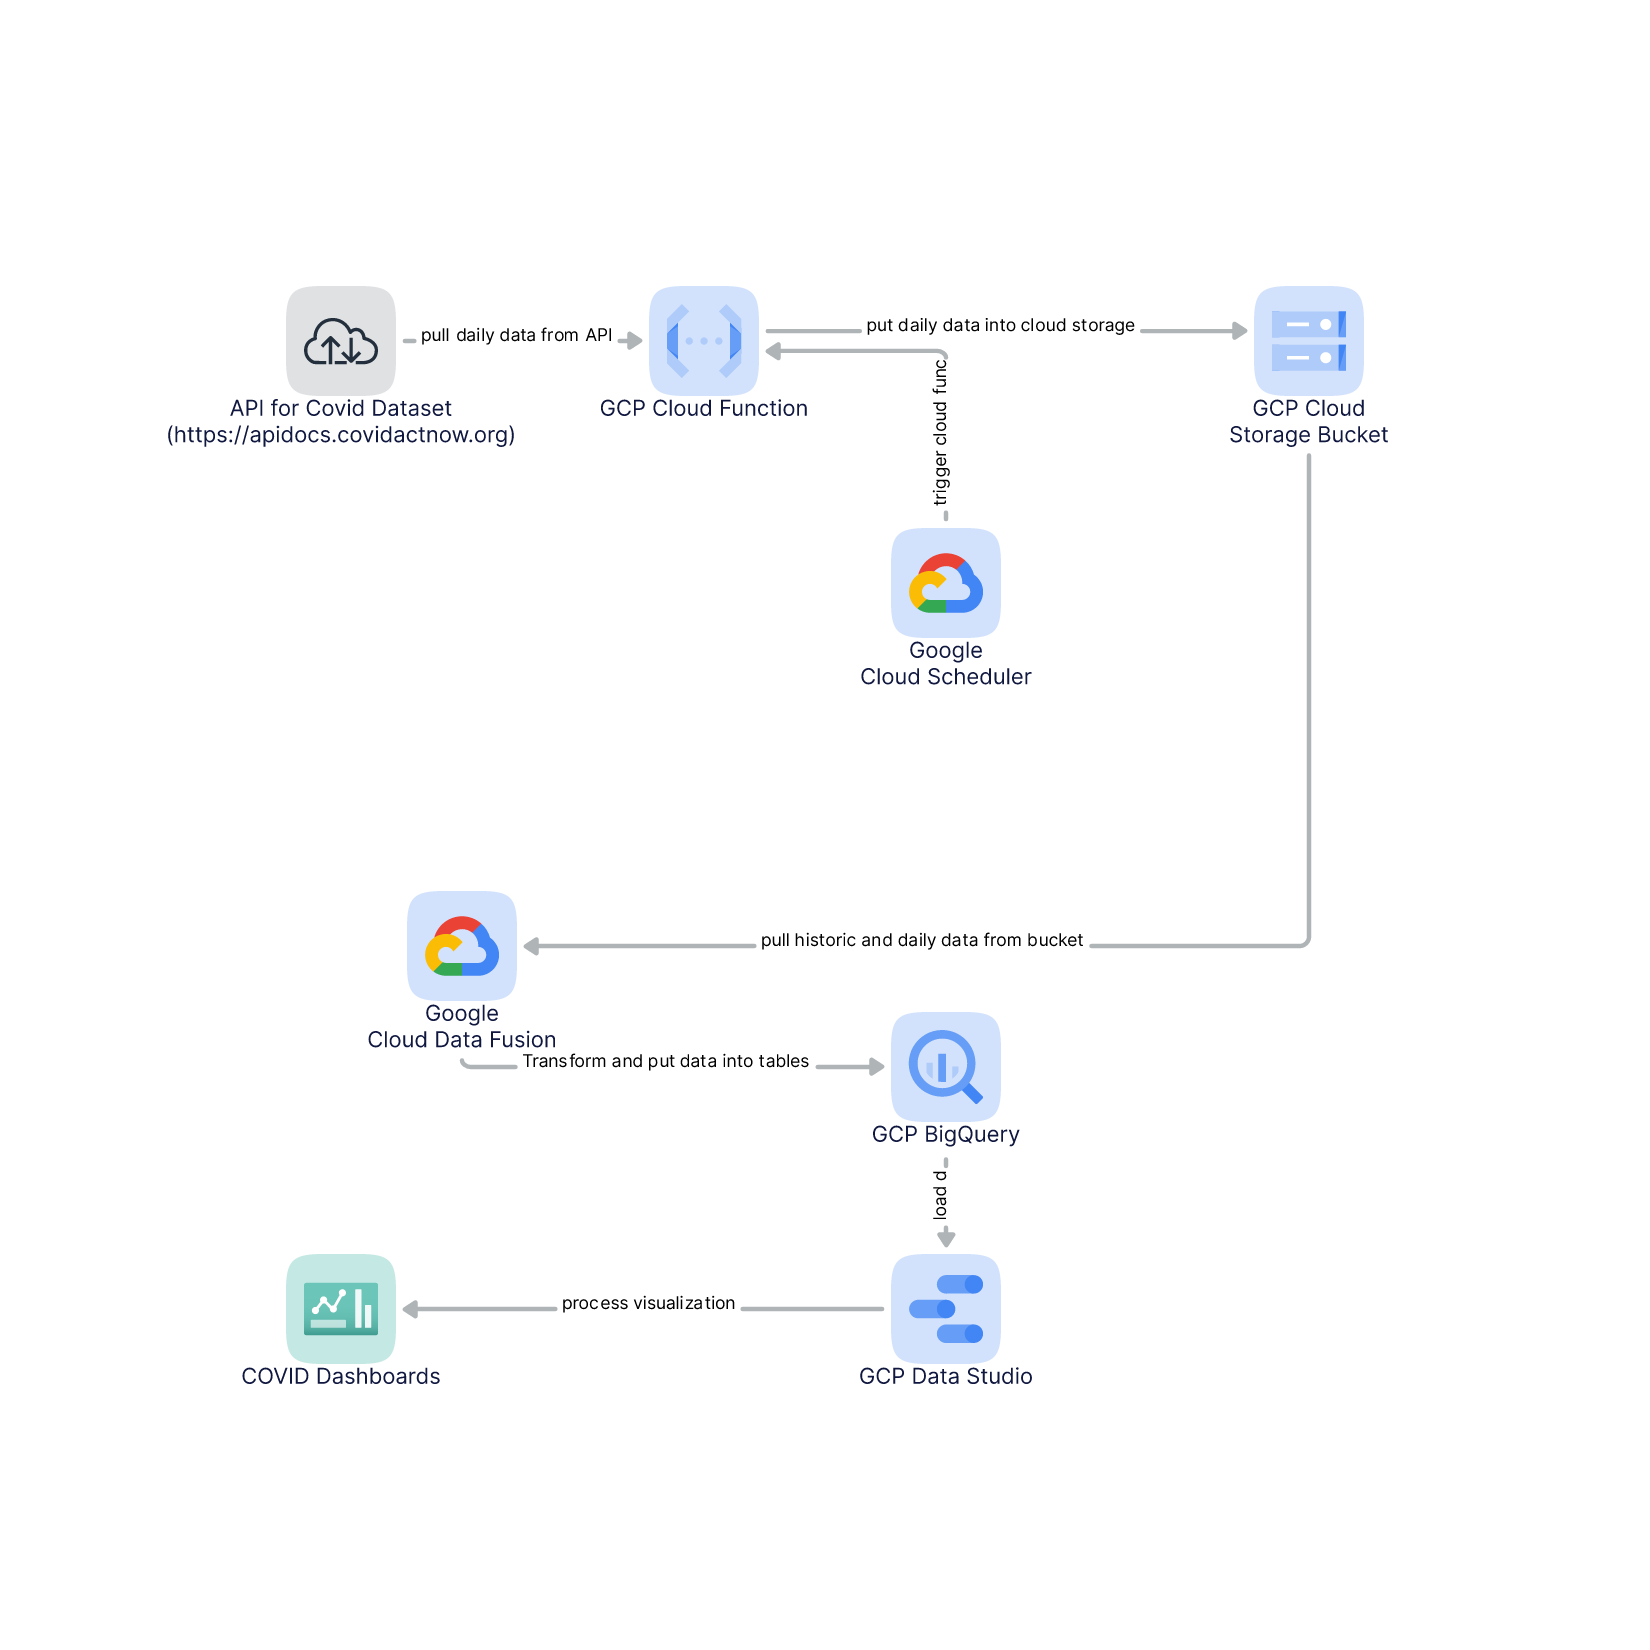 pull daily data from API
put daily data into cloud storage
API for Covid Dataset
(https://apidocs.covidactnow.org)
GCP Cloud Function
GCP Cloud
Storage Bucket
trigger cloud func
Google
Cloud Scheduler
pull historic and daily data from bucket
Google
Cloud Data Fusion
Transform and put data into tables
GCP BigQuery
load d
process visualization
COVID Dashboards
GCP Data Studio